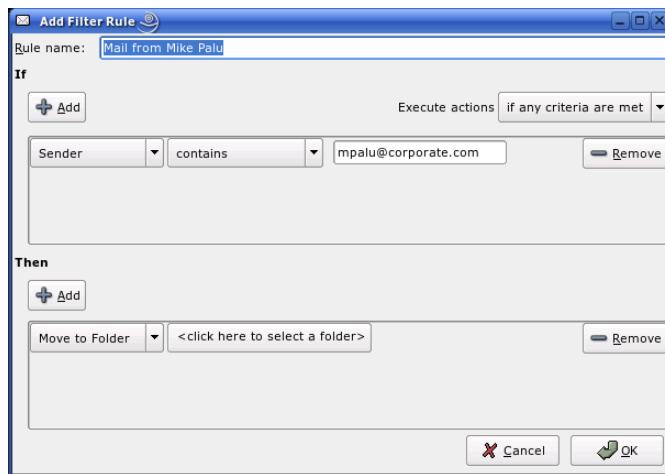 Add Filter Rule
Rule name: Mail from Mike Palu
If
Add Execute actions if any criteria are met
Sender contains mpalu@corporate.com Remove
Then
Add
Move to Folder <click here to select a folder> Remove
Cancel OK